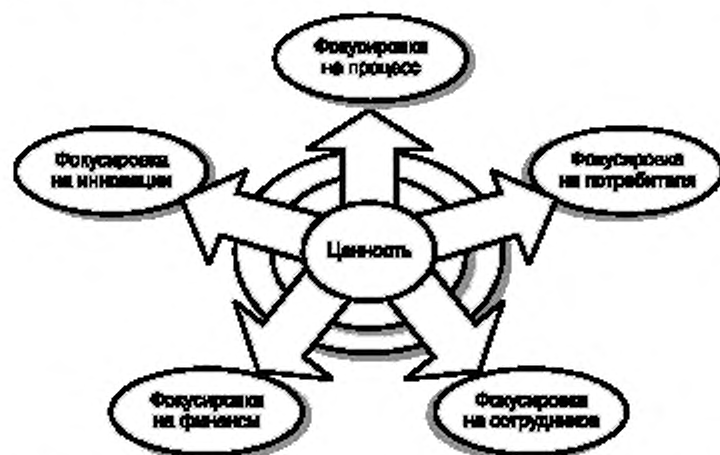 Фокусировка
на процесс
Фокусировка
на инновации
Фокусировка
на потребителя
Ценность
Фокусировка
на финансы
Фокусировка
на сотрудников